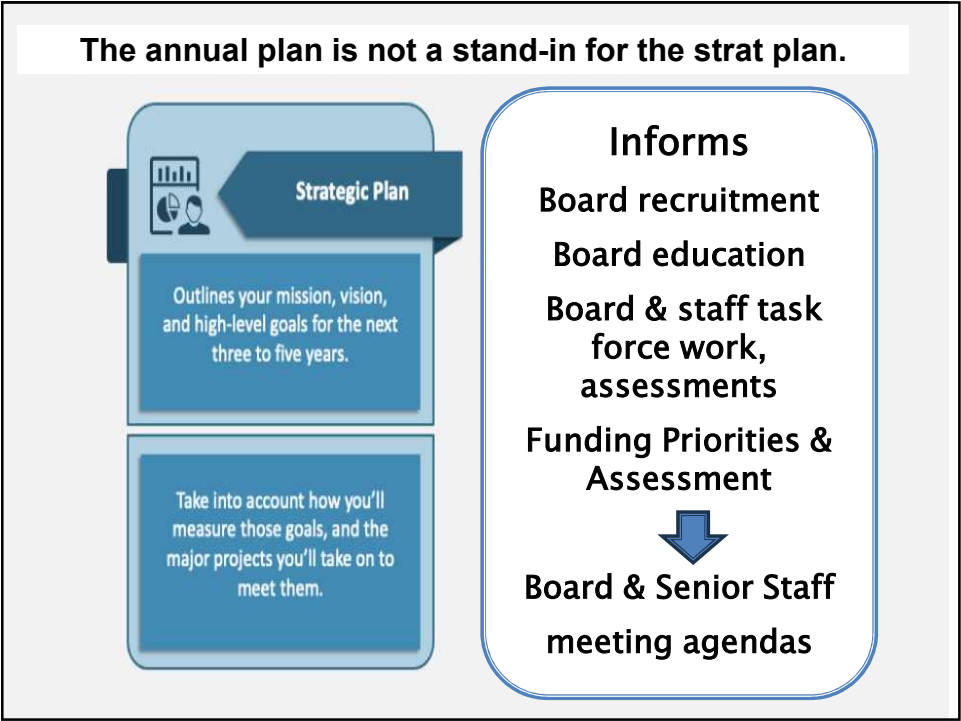 The annual plan is not a stand-in for the strat plan.
Strategic Plan
Outlines your mission, vision,
and high-level goals for the next
three to five years.
Take into account how you'll
measure those goals, and the
major projects you'll take on to
meet them.
Informs
Board recruitment
Board education
Board & staff task
force work,
assessments
Funding Priorities &
Assessment
Board & Senior Staff
meeting agendas